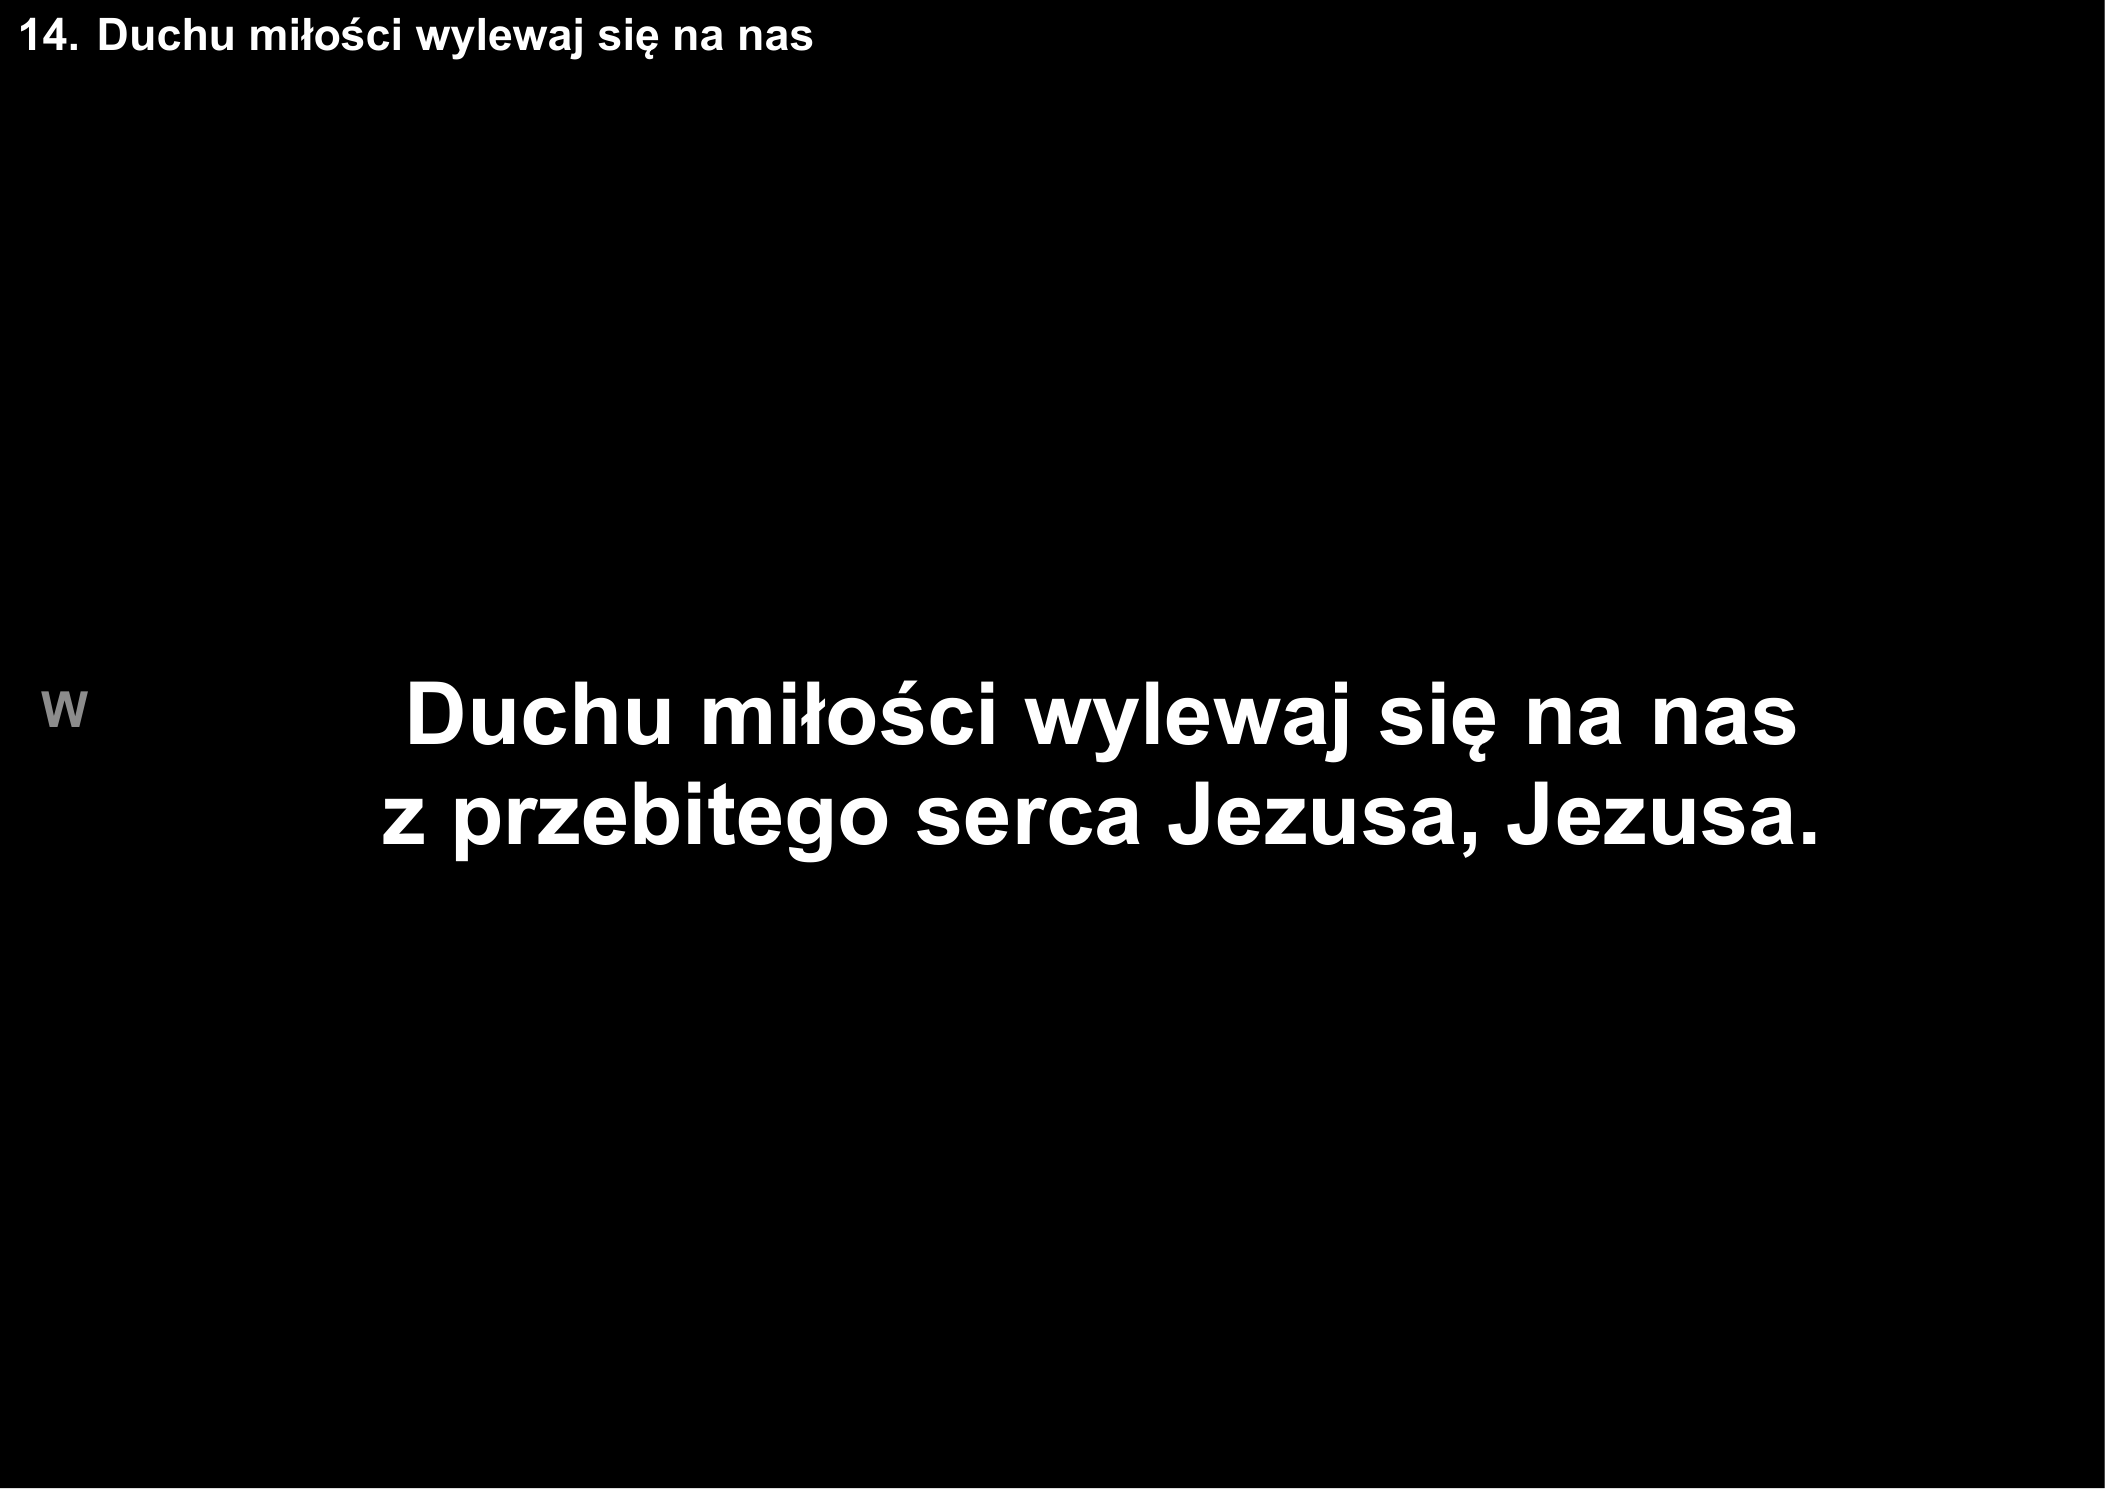 14. Duchu miłości wylewaj się na nas
W
Duchu miłości wylewaj się na nas
z przebitego serca Jezusa, Jezusa.